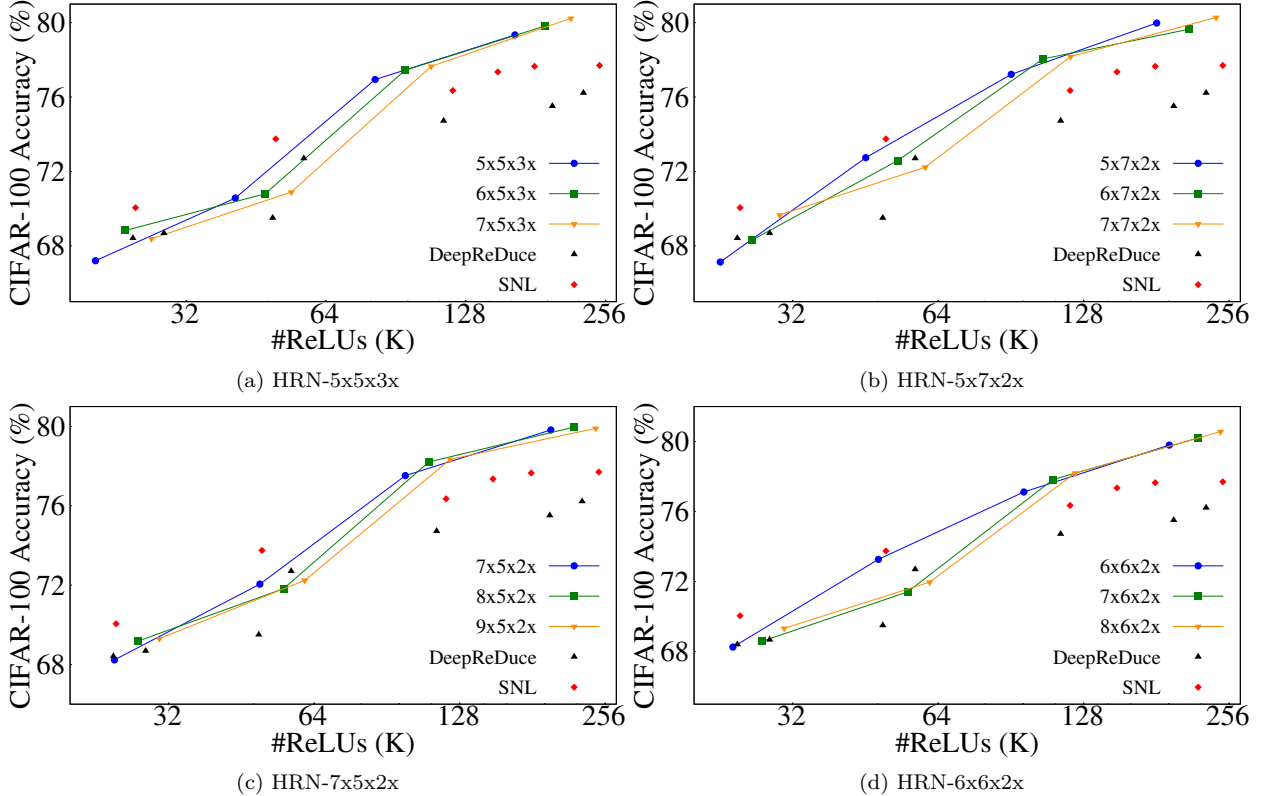 CIFAR-100 Accuracy (%)
80
76
72
68
5x5x3x
6x5x3x
7x5x3x
DeepReDuce
SNL
32
64
128
256
#ReLUs (K)
(a) HRN-5x5x3x
CIFAR-100 Accuracy (%)
80
76
72
68
5x7x2x
6x7x2x
7x7x2x
DeepReDuce
SNL
32
64
128
256
#ReLUs (K)
(b) HRN-5x7x2x
CIFAR-100 Accuracy (%)
80
76
72
68
7x5x2x
8x5x2x
9x5x2x
DeepReDuce
SNL
32
64
128
256
#ReLUs (K)
(c) HRN-7x5x2x
CIFAR-100 Accuracy (%)
80
76
72
68
6x6x2x
7x6x2x
8x6x2x
DeepReDuce
SNL
32
64
128
256
#ReLUs (K)
(d) HRN-6x6x2x